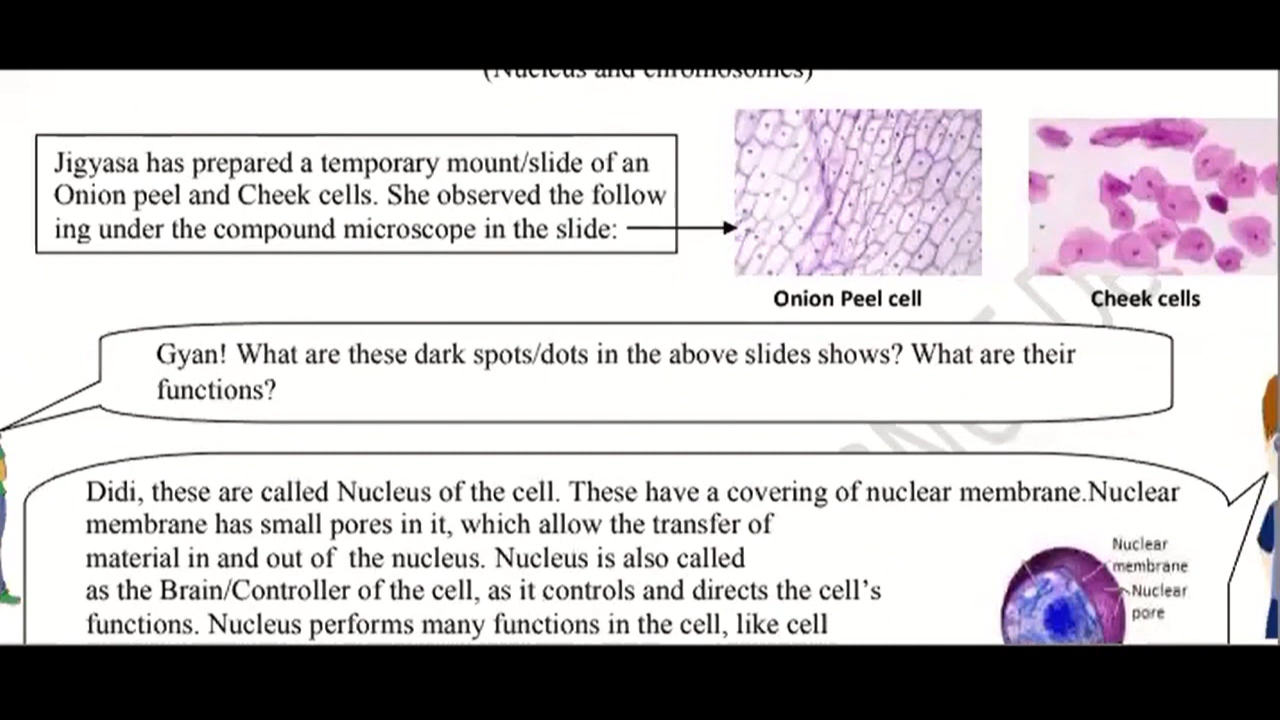 (Nucleus and chromosomes)
Jigyasa has prepared a temporary mount/slide of an
Onion peel and Cheek cells. She observed the follow
ing under the compound microscope in the slide:
Onion Peel cell
Cheek cells
Gyan! What are these dark spots/dots in the above slides shows? What are their
functions?
Didi, these are called Nucleus of the cell. These have a covering of nuclear membrane.Nuclear
membrane has small pores in it, which allow the transfer of
material in and out of the nucleus. Nucleus is also called
as the Brain/Controller of the cell, as it controls and directs the cell's
functions. Nucleus performs many functions in the cell, like cell
Nuclear
membrane
Nuclear
pore